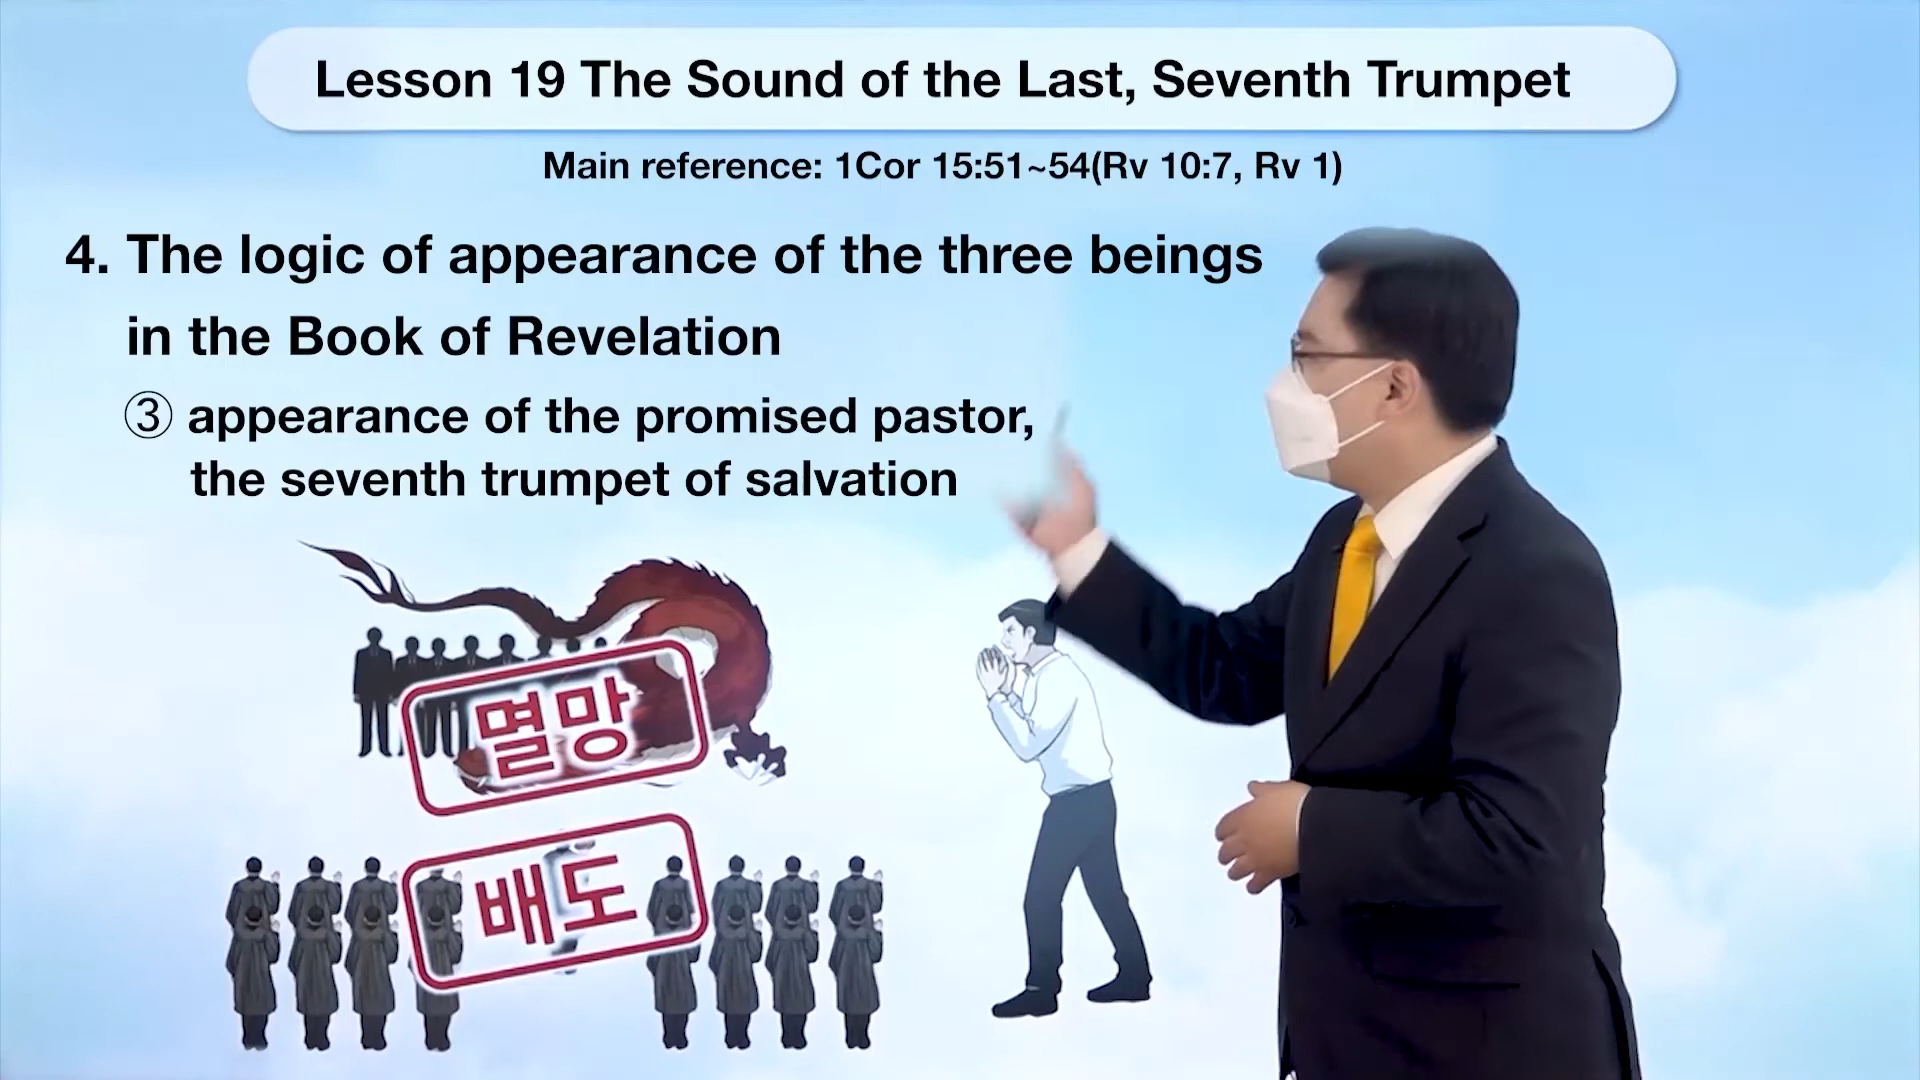 Lesson 19 The Sound of the Last, Seventh Trumpet
Main reference: 1Cor 15:51~54(Rv 10:7, Rv 1)
4. The logic of appearance of the three beings
in the Book of Revelation
③ appearance of the promised pastor,
the seventh trumpet of salvation
멸망
배도